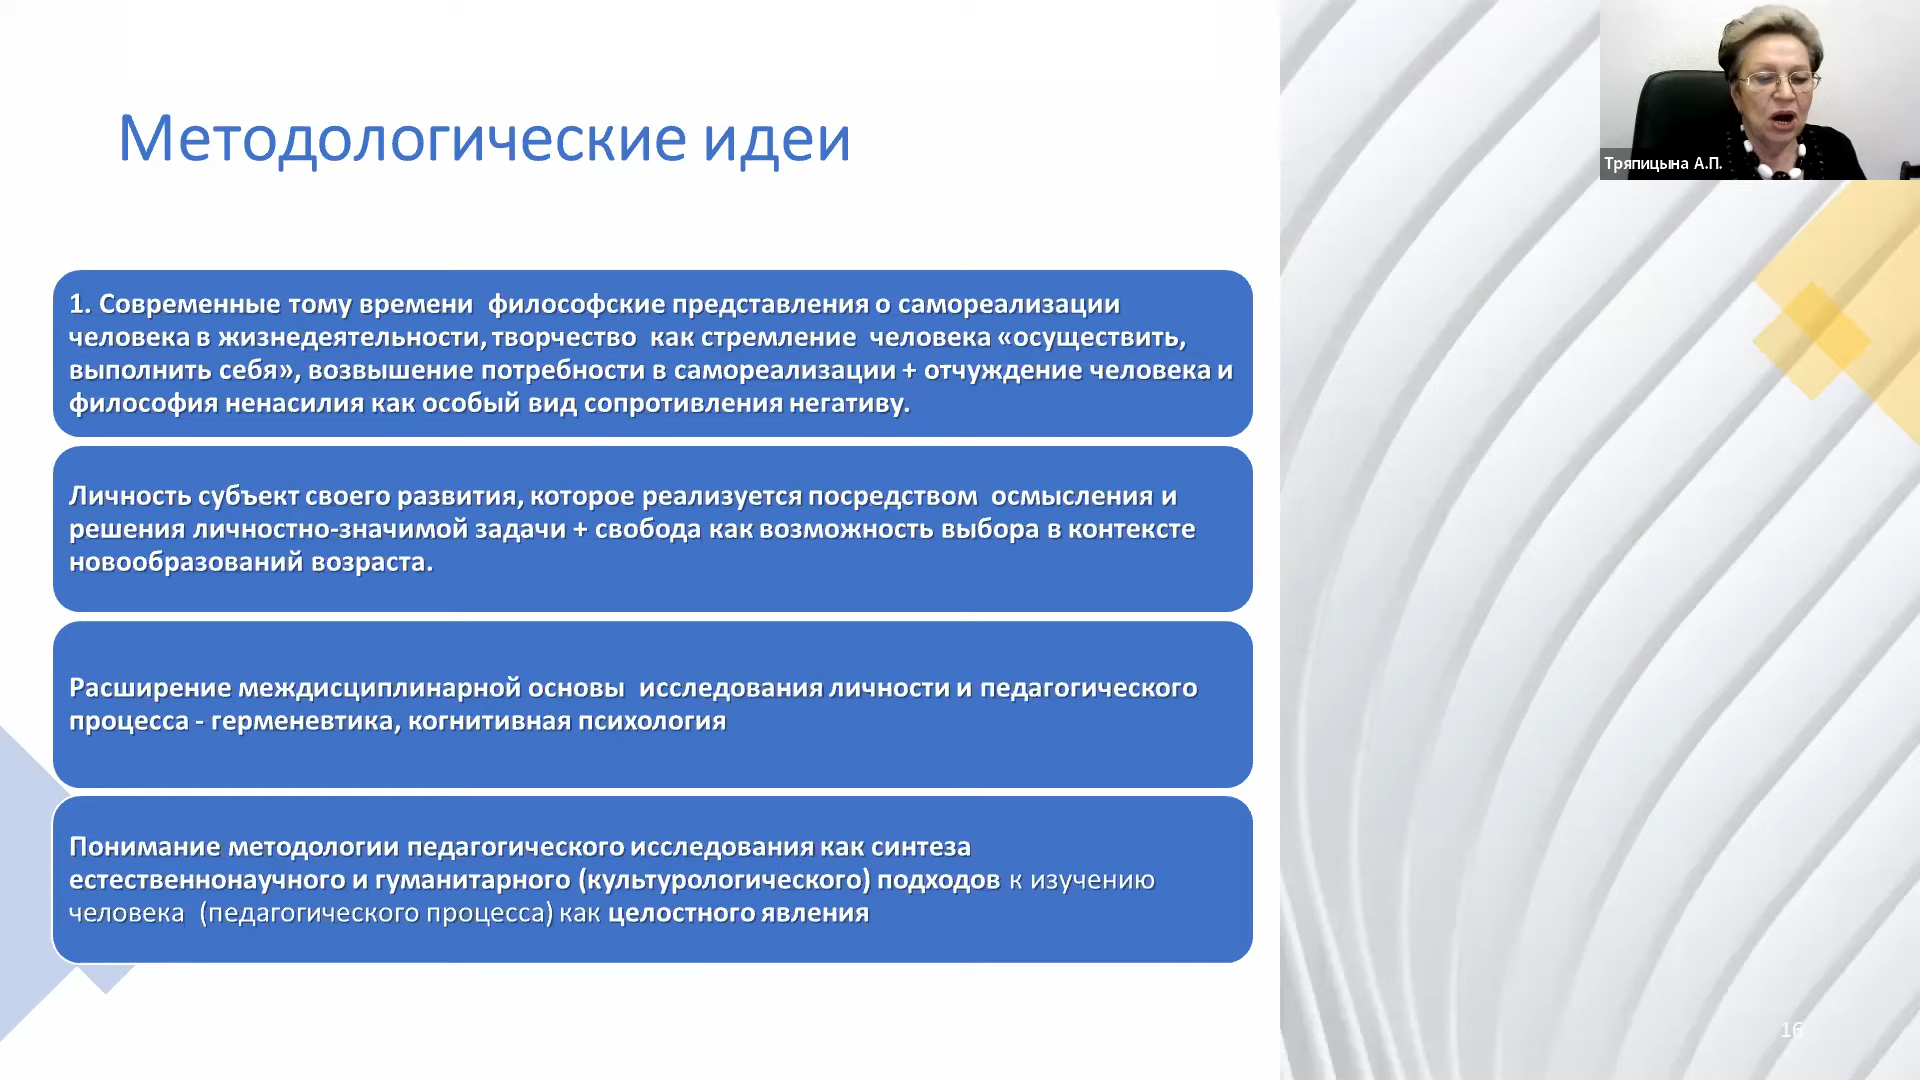 Методологические идеи
Тряпицына А.П.
1. Современные тому времени философские представления о самореализации
человека в жизнедеятельности, творчество как стремление человека «осуществить,
выполнить себя», возвышение потребности в самореализации + отчуждение человека и
философия ненасилия как особый вид сопротивления негативу.
Личность субъект своего развития, которое реализуется посредством осмысления и
решения личностно-значимой задачи + свобода как возможность выбора в контексте
новообразований возраста.
Расширение междисциплинарной основы исследования личности и педагогического
процесса - герменевтика, когнитивная психология
Понимание методологии педагогического исследования как синтеза
естественнонаучного и гуманитарного (культурологического) подходов к изучению
человека (педагогического процесса) как целостного явления
16